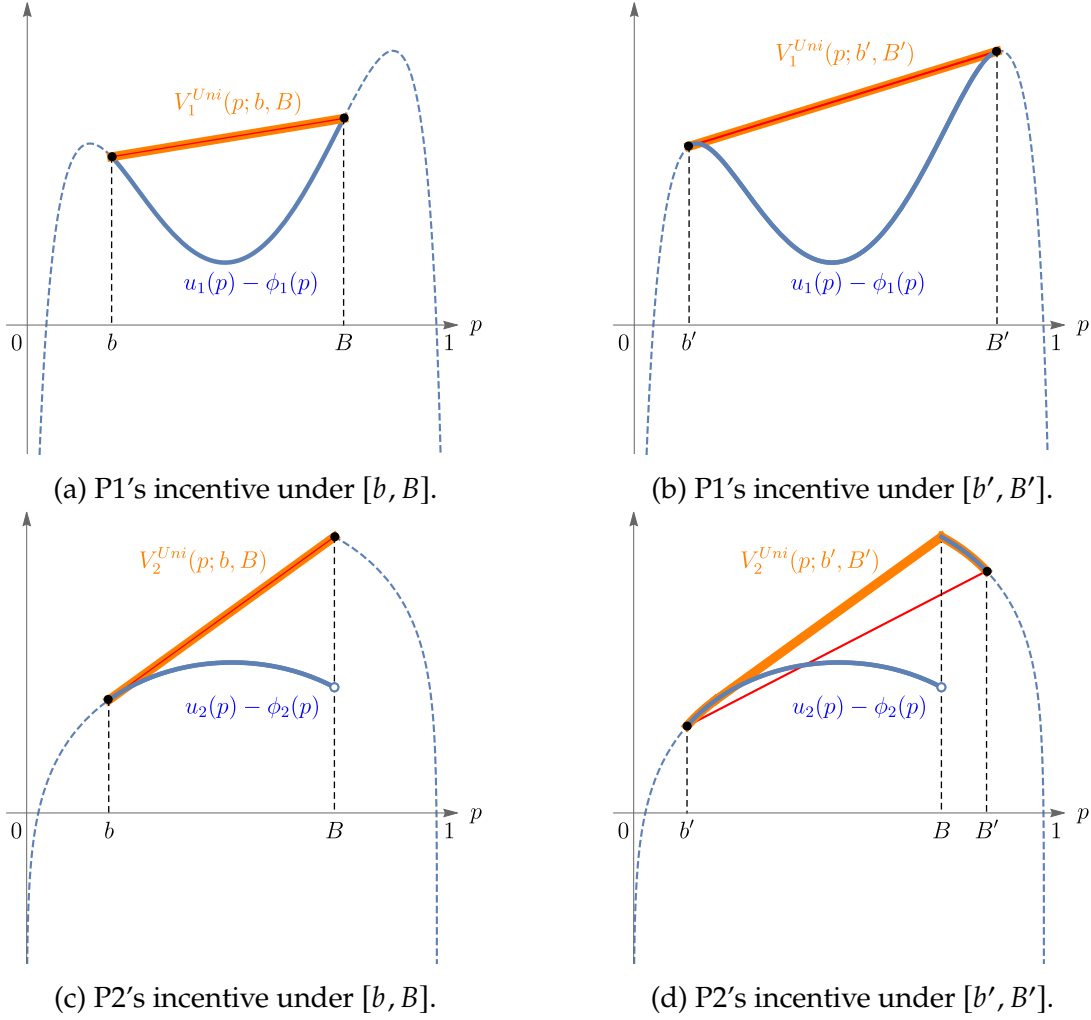 V_1^{Uni}(p; b, B)
u_1(p) − ϕ_1(p)
0 b B 1 p
(a) P1's incentive under [b, B].
V_1^{Uni}(p; b′, B′)
u_1(p) − ϕ_1(p)
0 b′ B′ 1 p
(b) P1's incentive under [b′, B′].
V_2^{Uni}(p; b, B)
u_2(p) − ϕ_2(p)
0 b B 1 p
(c) P2's incentive under [b, B].
V_2^{Uni}(p; b′, B′)
u_2(p) − ϕ_2(p)
0 b′ B B′ 1 p
(d) P2's incentive under [b′, B′].